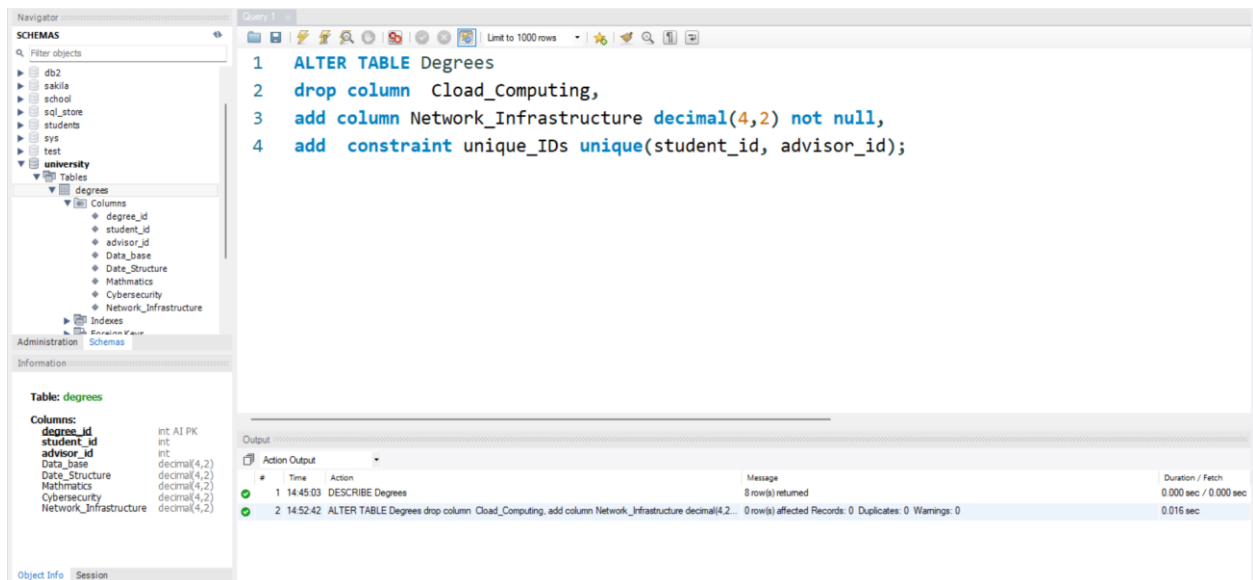 Navigator
SCHEMAS
Filter objects
db2
sakila
school
sql_store
students
sys
test
university
Tables
degrees
Columns
degree_id
student_id
advisor_id
Data_base
Date_Structure
Mathmatics
Cybersecurity
Network_Infrastructure
Indexes
Foreign Keys
Administration Schemas
Information
Table: degrees
Columns:
degree_id int AI PK
student_id int
advisor_id int
Data_base decimal(4,2)
Date_Structure decimal(4,2)
Mathmatics decimal(4,2)
Cybersecurity decimal(4,2)
Network_Infrastructure decimal(4,2)
Object Info Session
Query 1
Limit to 1000 rows
1 ALTER TABLE Degrees
2 drop column Cload_Computing,
3 add column Network_Infrastructure decimal(4,2) not null,
4 add constraint unique_IDs unique(student_id, advisor_id);
Output
Action Output
# Time Action Message Duration / Fetch
1 14:45:03 DESCRIBE Degrees 8 row(s) returned 0.000 sec / 0.000 sec
2 14:52:42 ALTER TABLE Degrees drop column Cload_Computing, add column Network_Infrastructure decimal(4,2... 0 row(s) affected Records: 0 Duplicates: 0 Warnings: 0 0.016 sec